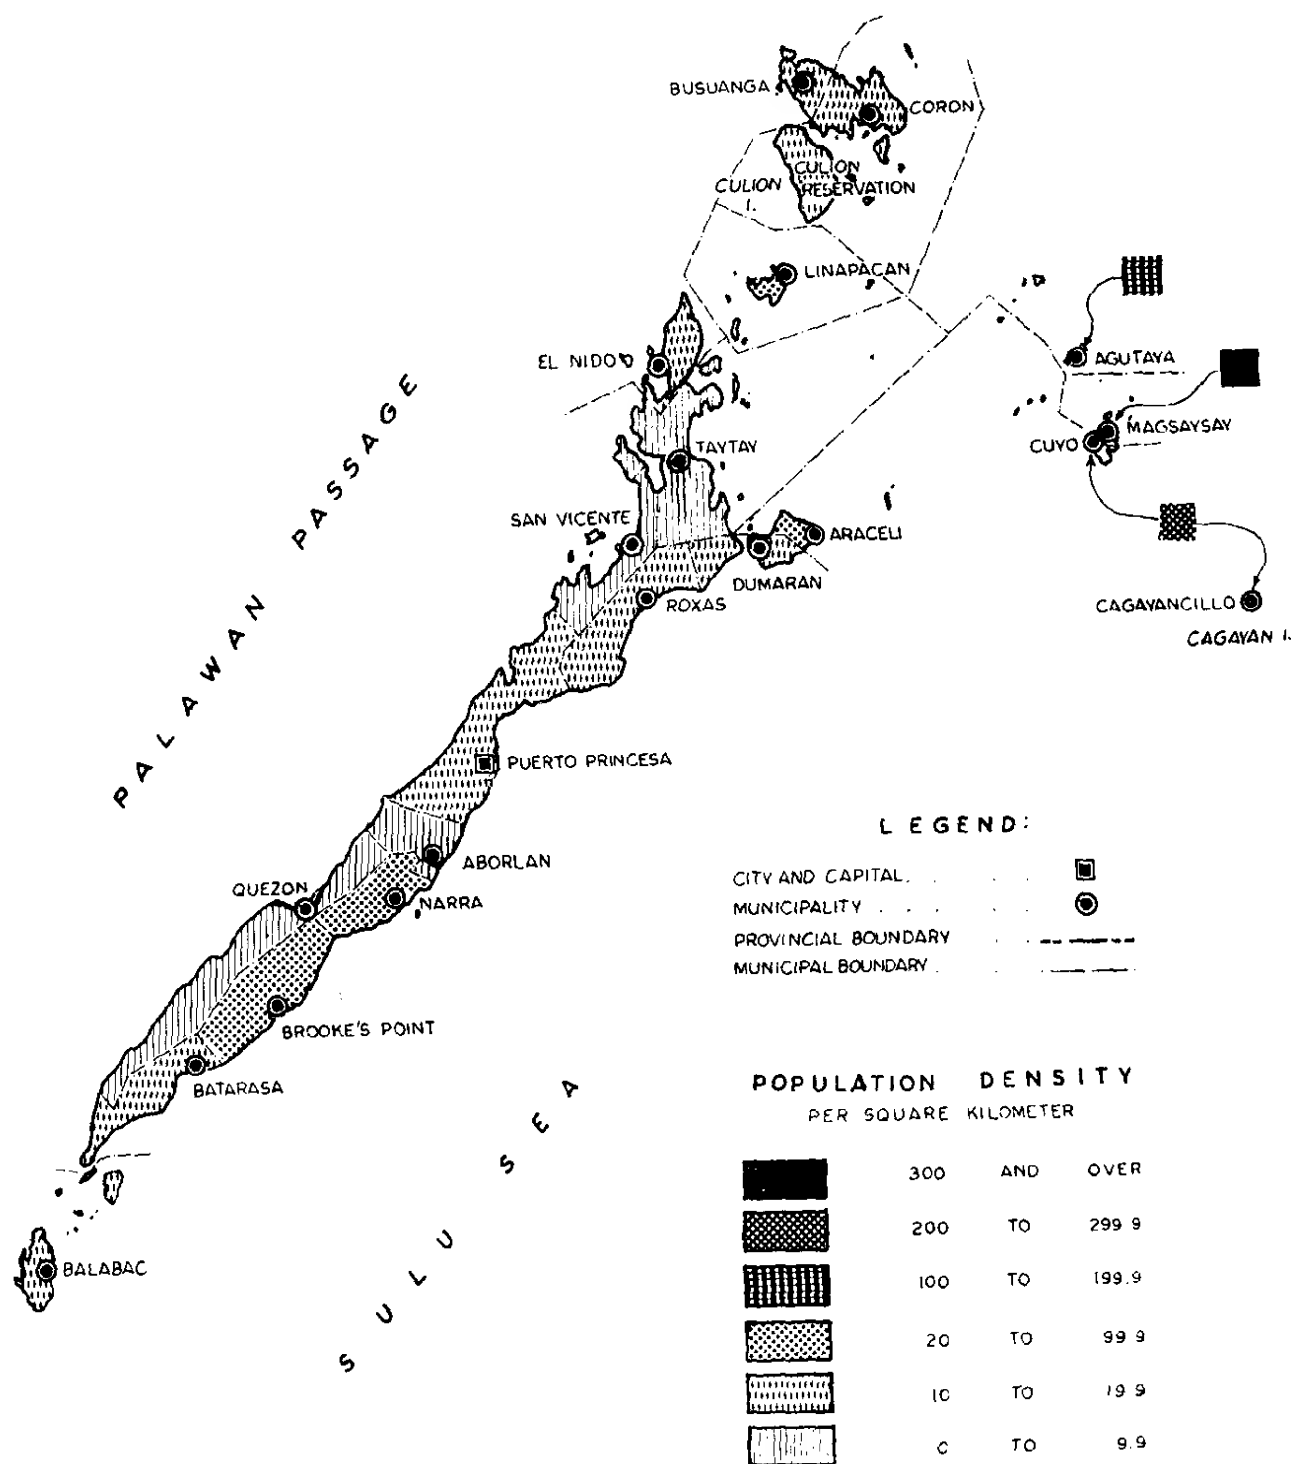 BUSUANGA
CORON
CULION
RESERVATION
CULION
I.
LINAPACAN
EL NIDO
AGUTAYA
MAGSAYSAY
CUYO
TAYTAY
SAN VICENTE
ARACELI
DUMARAN
ROXAS
CAGAYANCILLO
CAGAYAN I.
PALAWAN PASSAGE
PUERTO PRINCESA
ABORLAN
QUEZON
NARRA
BROOKE'S POINT
BATARASA
BALABAC
SULU SEA
LEGEND:
CITY AND CAPITAL. . . .
MUNICIPALITY . . . .
PROVINCIAL BOUNDARY . .
MUNICIPAL BOUNDARY . . .
POPULATION DENSITY
PER SQUARE KILOMETER
300 AND OVER
200 TO 299 9
100 TO 199.9
20 TO 99 9
10 TO 19 9
0 TO 9.9